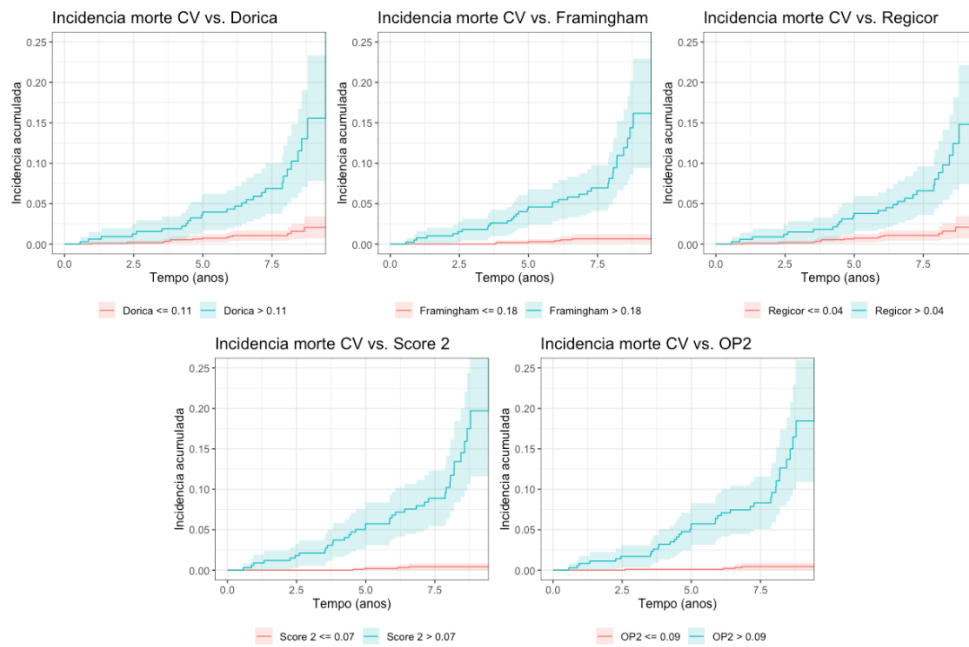 Incidencia morte CV vs. Dorica
Incidencia morte CV vs. Framingham
Incidencia morte CV vs. Regicor
Incidencia acumulada
0.25
0.20
0.15
0.10
0.05
0.00
0.0 2.5 5.0 7.5
Tempo (anos)
Dorica <= 0.11 Dorica > 0.11
Incidencia acumulada
0.25
0.20
0.15
0.10
0.05
0.00
0.0 2.5 5.0 7.5
Tempo (anos)
Framingham <= 0.18 Framingham > 0.18
Incidencia acumulada
0.25
0.20
0.15
0.10
0.05
0.00
0.0 2.5 5.0 7.5
Tempo (anos)
Regicor <= 0.04 Regicor > 0.04
Incidencia morte CV vs. Score 2
Incidencia morte CV vs. OP2
Incidencia acumulada
0.25
0.20
0.15
0.10
0.05
0.00
0.0 2.5 5.0 7.5
Tempo (anos)
Score 2 <= 0.07 Score 2 > 0.07
Incidencia acumulada
0.25
0.20
0.15
0.10
0.05
0.00
0.0 2.5 5.0 7.5
Tempo (anos)
OP2 <= 0.09 OP2 > 0.09